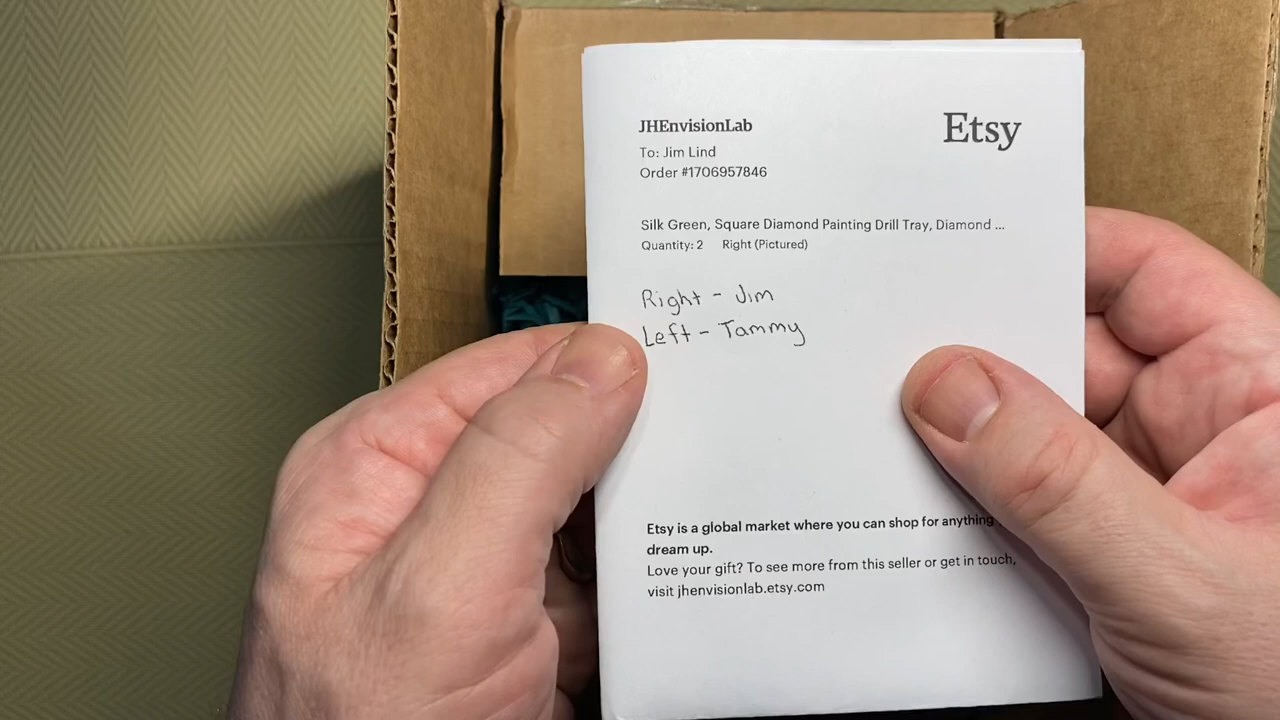 JHEnvisionLab
Etsy
To: Jim Lind
Order #1706957846
Silk Green, Square Diamond Painting Drill Tray, Diamond ...
Quantity: 2 Right (Pictured)
Right - Jim
Left - Tammy
Etsy is a global market where you can shop for anything
dream up.
Love your gift? To see more from this seller or get in touch,
visit jhenvisionlab.etsy.com